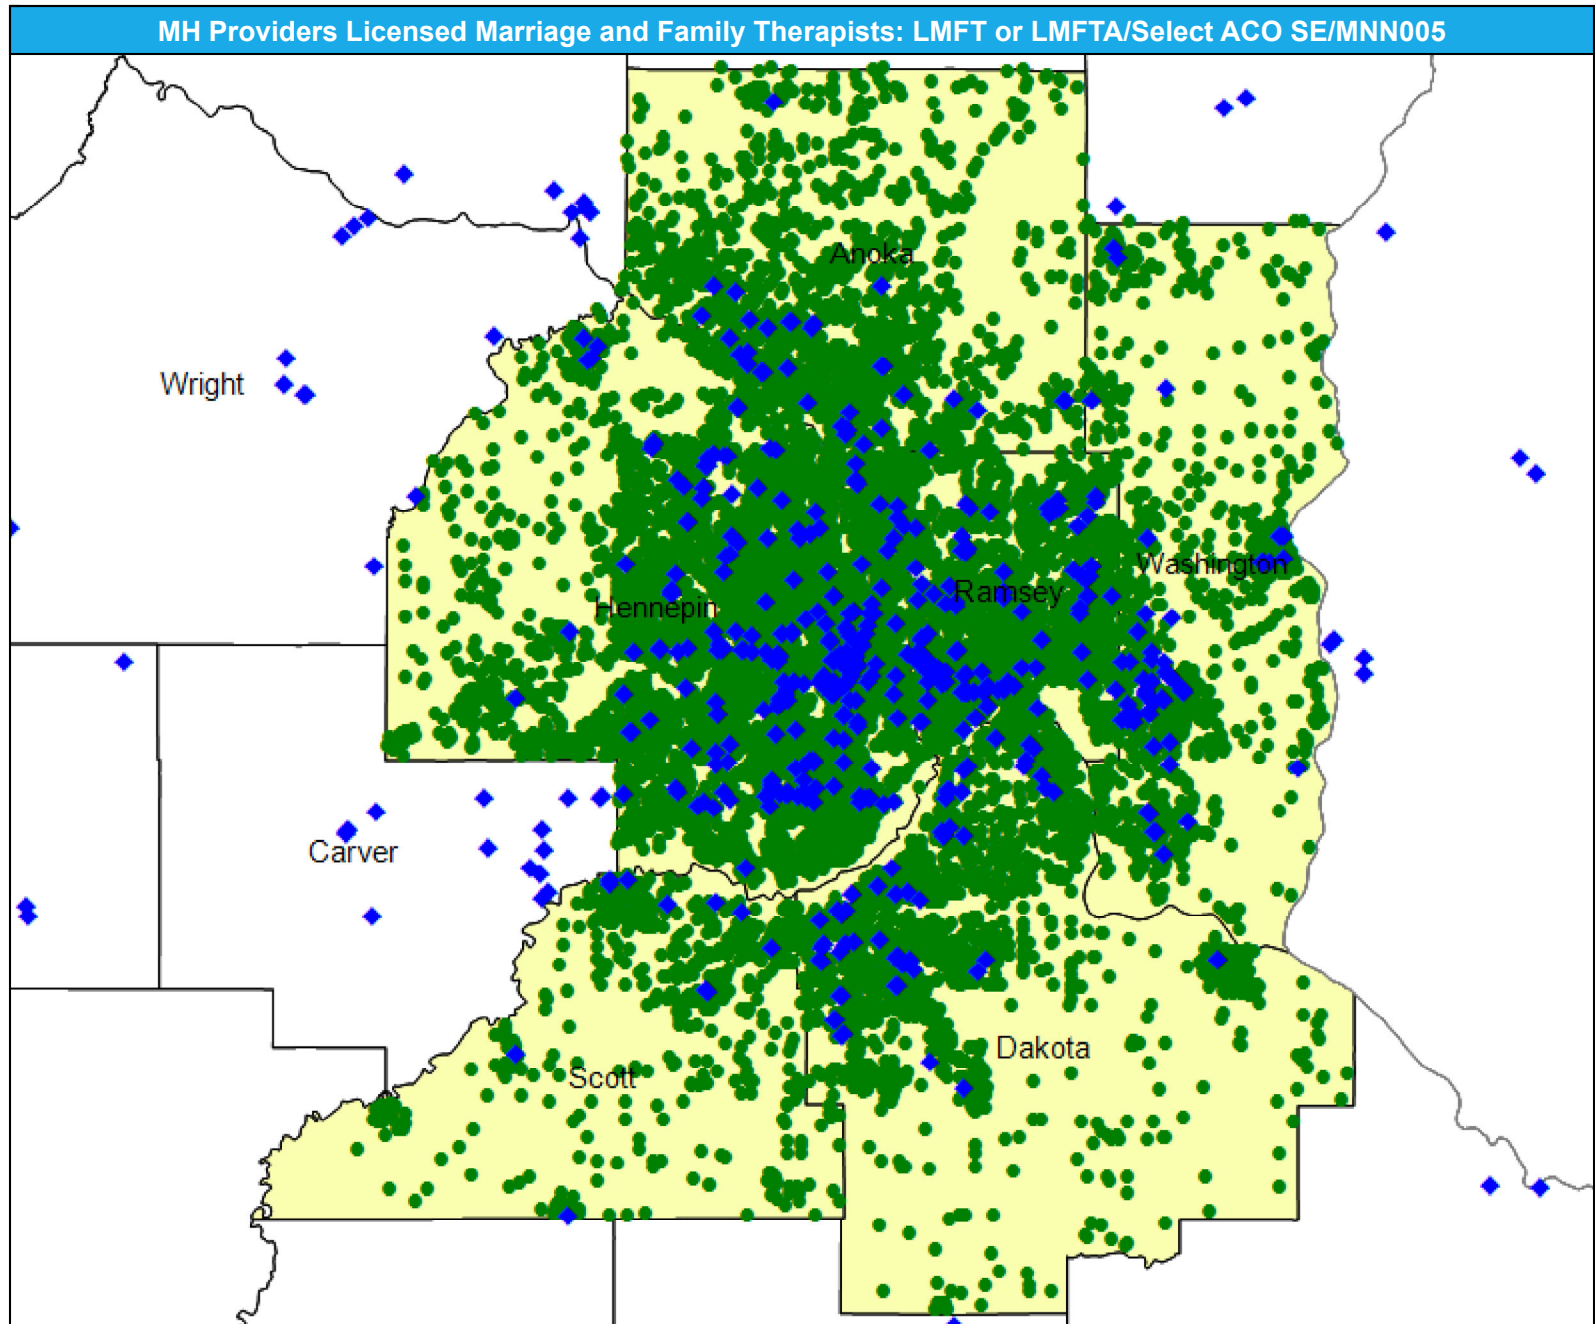 MH Providers Licensed Marriage and Family Therapists: LMFT or LMFTA/Select ACO SE/MNN005
Anoka
Wright
Washington
Ramsey
Hennepin
Carver
Dakota
Scott